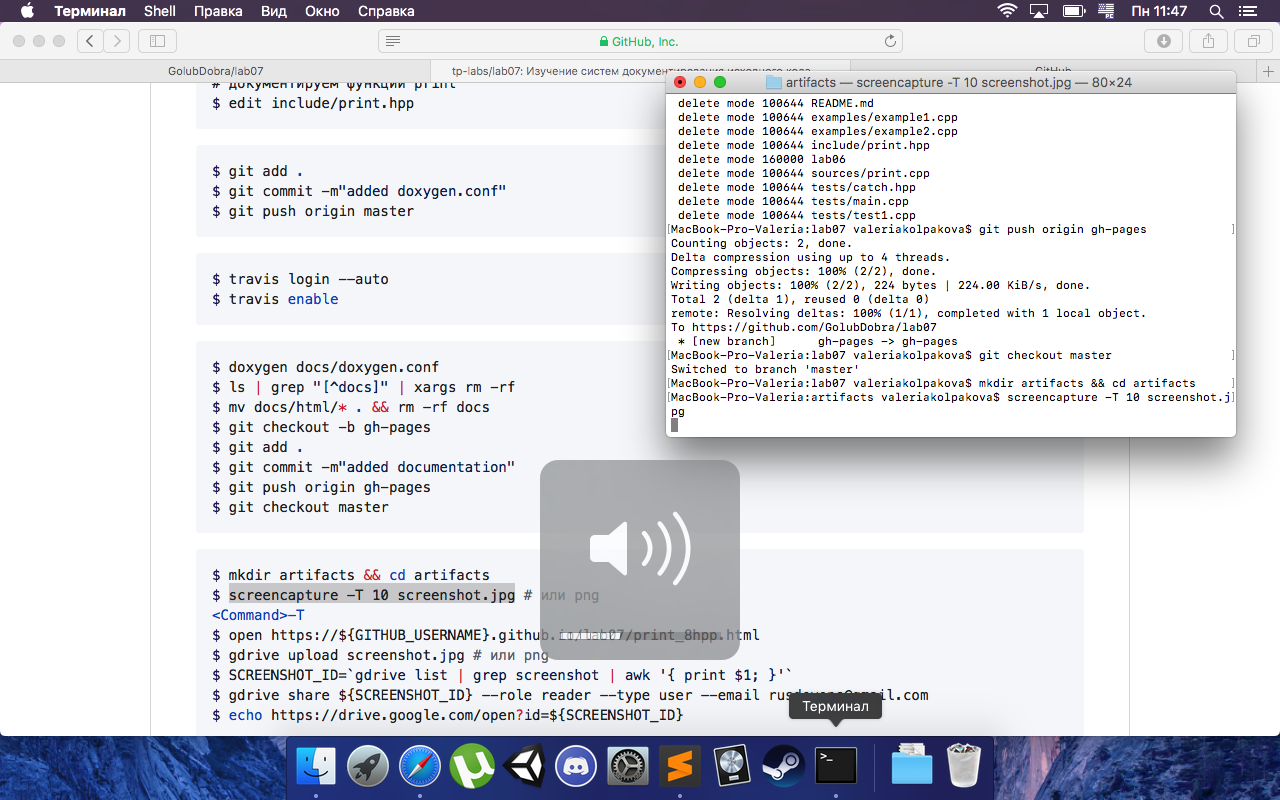 Терминал Shell Правка Вид Окно Справка Пн 11:47
GitHub, Inc.
GolubDobra/lab07
tp-labs/lab07: Изучение систем документирования исходного кода
GitHub
# документируем функции print
$ edit include/print.hpp
$ git add .
$ git commit -m"added doxygen.conf"
$ git push origin master
$ travis login --auto
$ travis enable
$ doxygen docs/doxygen.conf
$ ls | grep "[^docs]" | xargs rm -rf
$ mv docs/html/* . && rm -rf docs
$ git checkout -b gh-pages
$ git add .
$ git commit -m"added documentation"
$ git push origin gh-pages
$ git checkout master
$ mkdir artifacts && cd artifacts
$ screencapture -T 10 screenshot.jpg # или png
<Command>-T
$ open https://${GITHUB_USERNAME}.github.io/lab07/print_8hpp.html
$ gdrive upload screenshot.jpg # или png
$ SCREENSHOT_ID=`gdrive list | grep screenshot | awk '{ print $1; }'`
$ gdrive share ${SCREENSHOT_ID} --role reader --type user --email
$ echo https://drive.google.com/open?id=${SCREENSHOT_ID}
artifacts — screencapture -T 10 screenshot.jpg — 80×24
delete mode 100644 README.md
delete mode 100644 examples/example1.cpp
delete mode 100644 examples/example2.cpp
delete mode 100644 include/print.hpp
delete mode 160000 lab06
delete mode 100644 sources/print.cpp
delete mode 100644 tests/catch.hpp
delete mode 100644 tests/main.cpp
delete mode 100644 tests/test1.cpp
[MacBook-Pro-Valeria:lab07 valeriakolpakova$ git push origin gh-pages ]
Counting objects: 2, done.
Delta compression using up to 4 threads.
Compressing objects: 100% (2/2), done.
Writing objects: 100% (2/2), 224 bytes | 224.00 KiB/s, done.
Total 2 (delta 1), reused 0 (delta 0)
remote: Resolving deltas: 100% (1/1), completed with 1 local object.
To https://github.com/GolubDobra/lab07
* [new branch] gh-pages -> gh-pages
[MacBook-Pro-Valeria:lab07 valeriakolpakova$ git checkout master ]
Switched to branch 'master'
[MacBook-Pro-Valeria:lab07 valeriakolpakova$ mkdir artifacts && cd artifacts ]
[MacBook-Pro-Valeria:artifacts valeriakolpakova$ screencapture -T 10 screenshot.j]
pg
Терминал